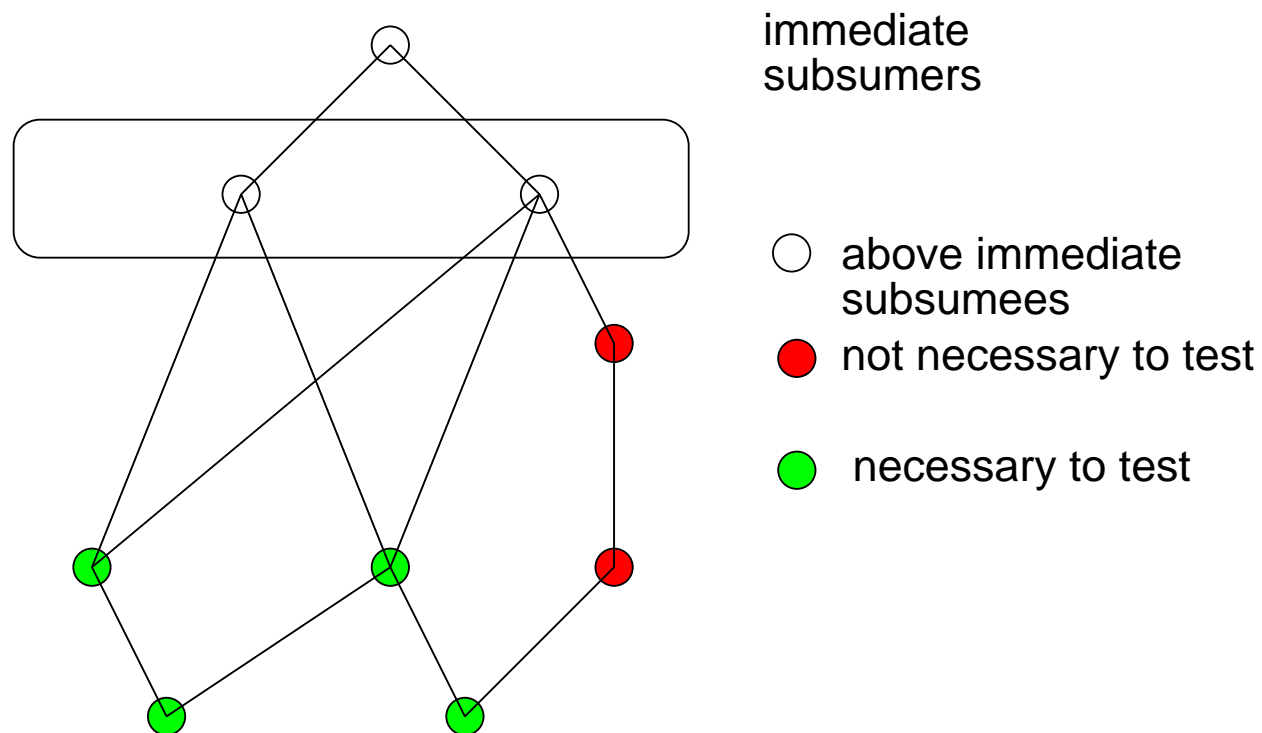 immediate
subsumers
above immediate
subsumees
not necessary to test
necessary to test